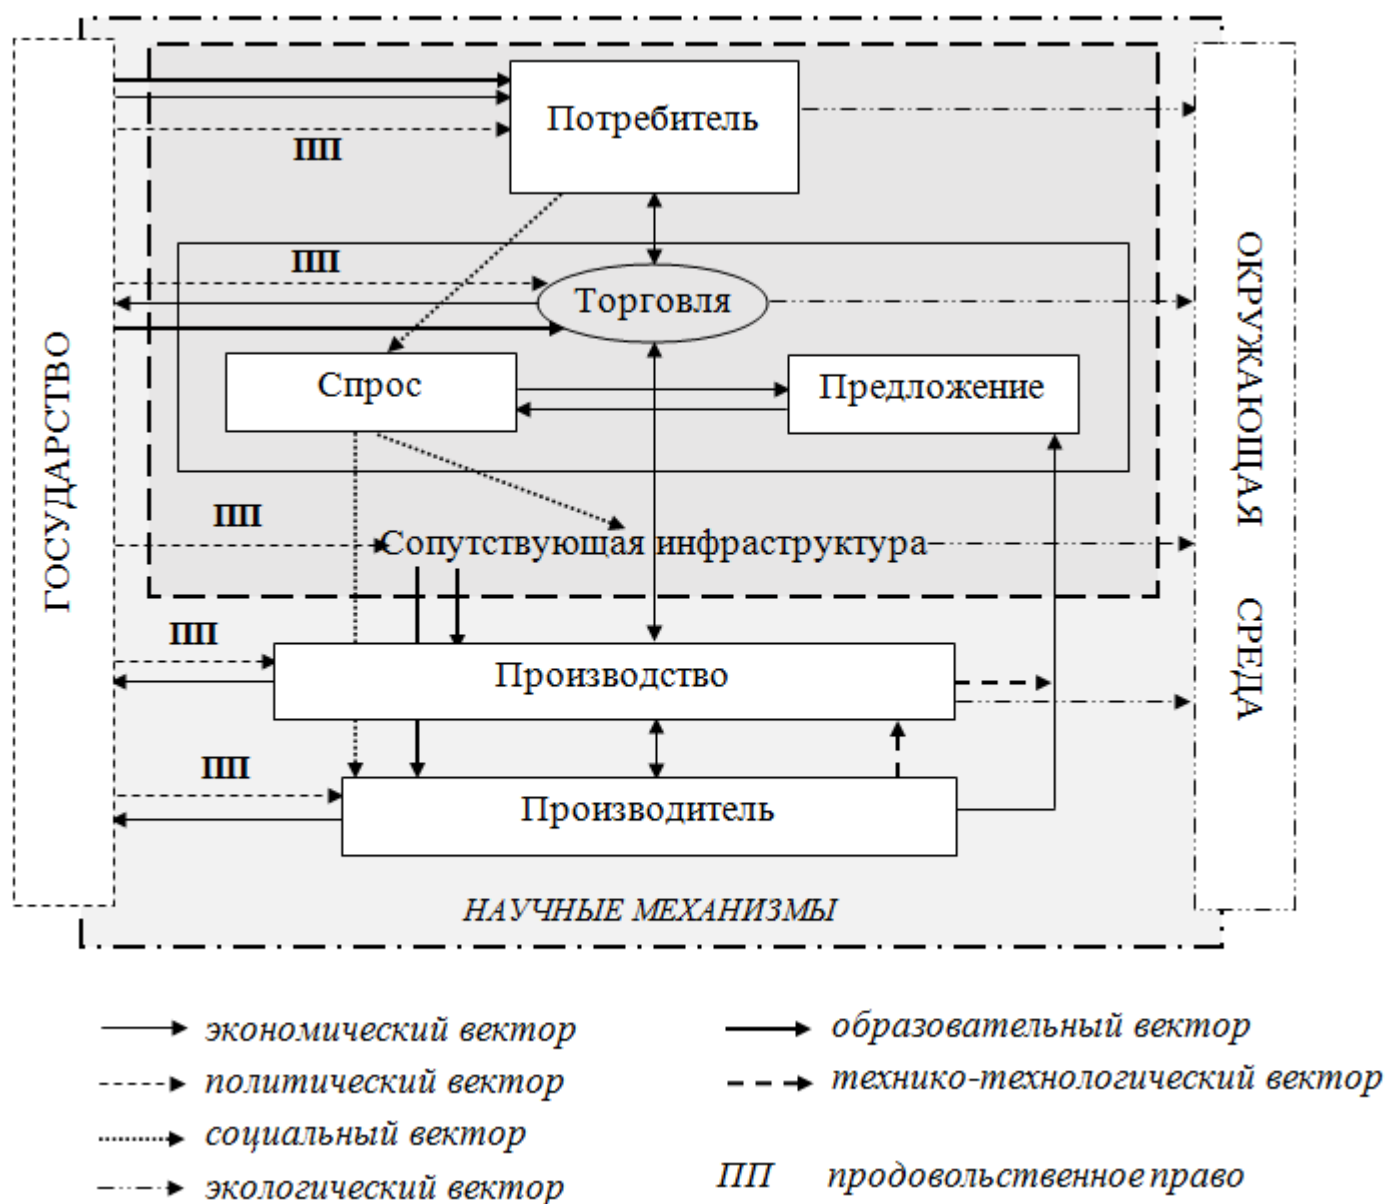 Потребитель
ПП
ПП
Торговля
Спрос
Предложение
ПП
Сопутствующая инфраструктура
ПП
Производство
ПП
Производитель
НАУЧНЫЕ МЕХАНИЗМЫ
ГОСУДАРСТВО
ОКРУЖАЮЩАЯ СРЕДА
экономический вектор
политический вектор
социальный вектор
экологический вектор
образовательный вектор
технико-технологический вектор
ПП продовольственное право